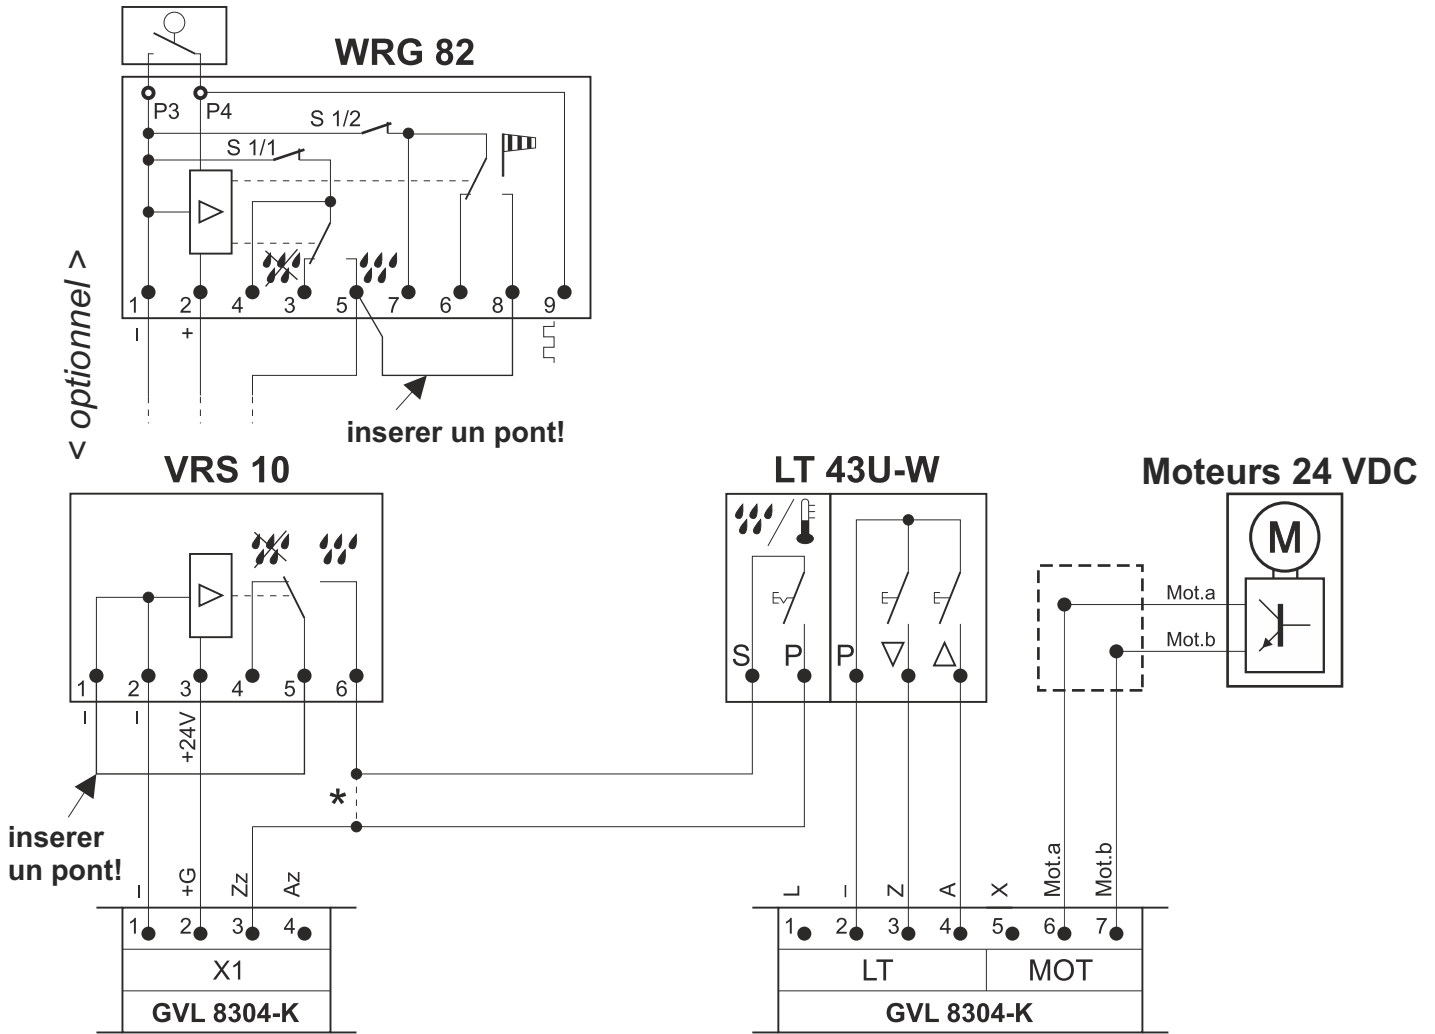 WRG 82
P3 P4
S 1/2
S 1/1
1 2 4 3 5 7 6 8 9
– +
< optionnel >
inserer un pont!
VRS 10
LT 43U-W
Moteurs 24 VDC
M
Mot.a
Mot.b
S P P
1 2 3 4 5 6
– – +24V
*
inserer
un pont!
– +G Zz Az
1 2 3 4
X1
GVL 8304-K
L – Z A X Mot.a Mot.b
1 2 3 4 5 6 7
LT MOT
GVL 8304-K